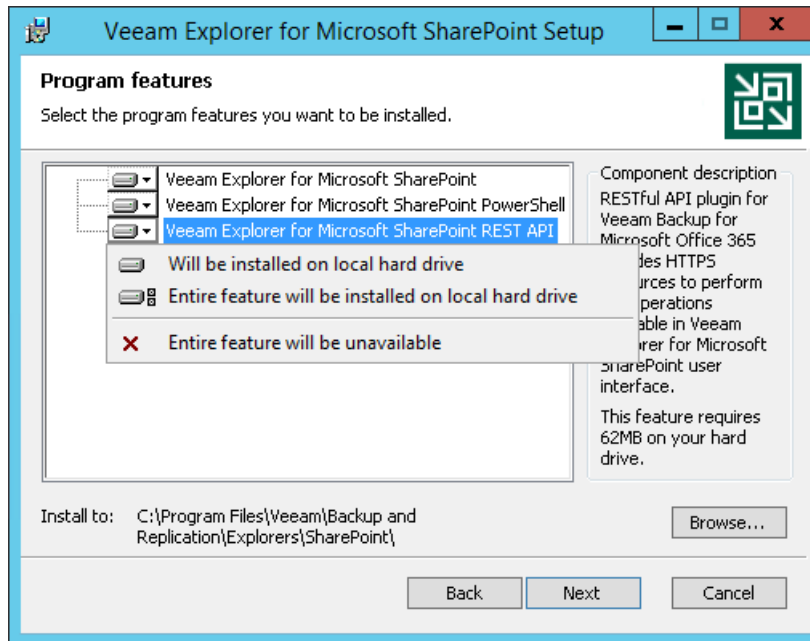 Veeam Explorer for Microsoft SharePoint Setup
Program features
Select the program features you want to be installed.
Veeam Explorer for Microsoft SharePoint
Veeam Explorer for Microsoft SharePoint PowerShell
Veeam Explorer for Microsoft SharePoint REST API
Will be installed on local hard drive
Entire feature will be installed on local hard drive
Entire feature will be unavailable
Component description
RESTful API plugin for
Veeam Backup for
Microsoft Office 365
HTTPS
to perform
in Veeam
for Microsoft
SharePoint user
interface.
This feature requires
62MB on your hard
drive.
Install to:
C:\Program Files\Veeam\Backup and
Replication\Explorers\SharePoint\
Browse...
Back
Next
Cancel